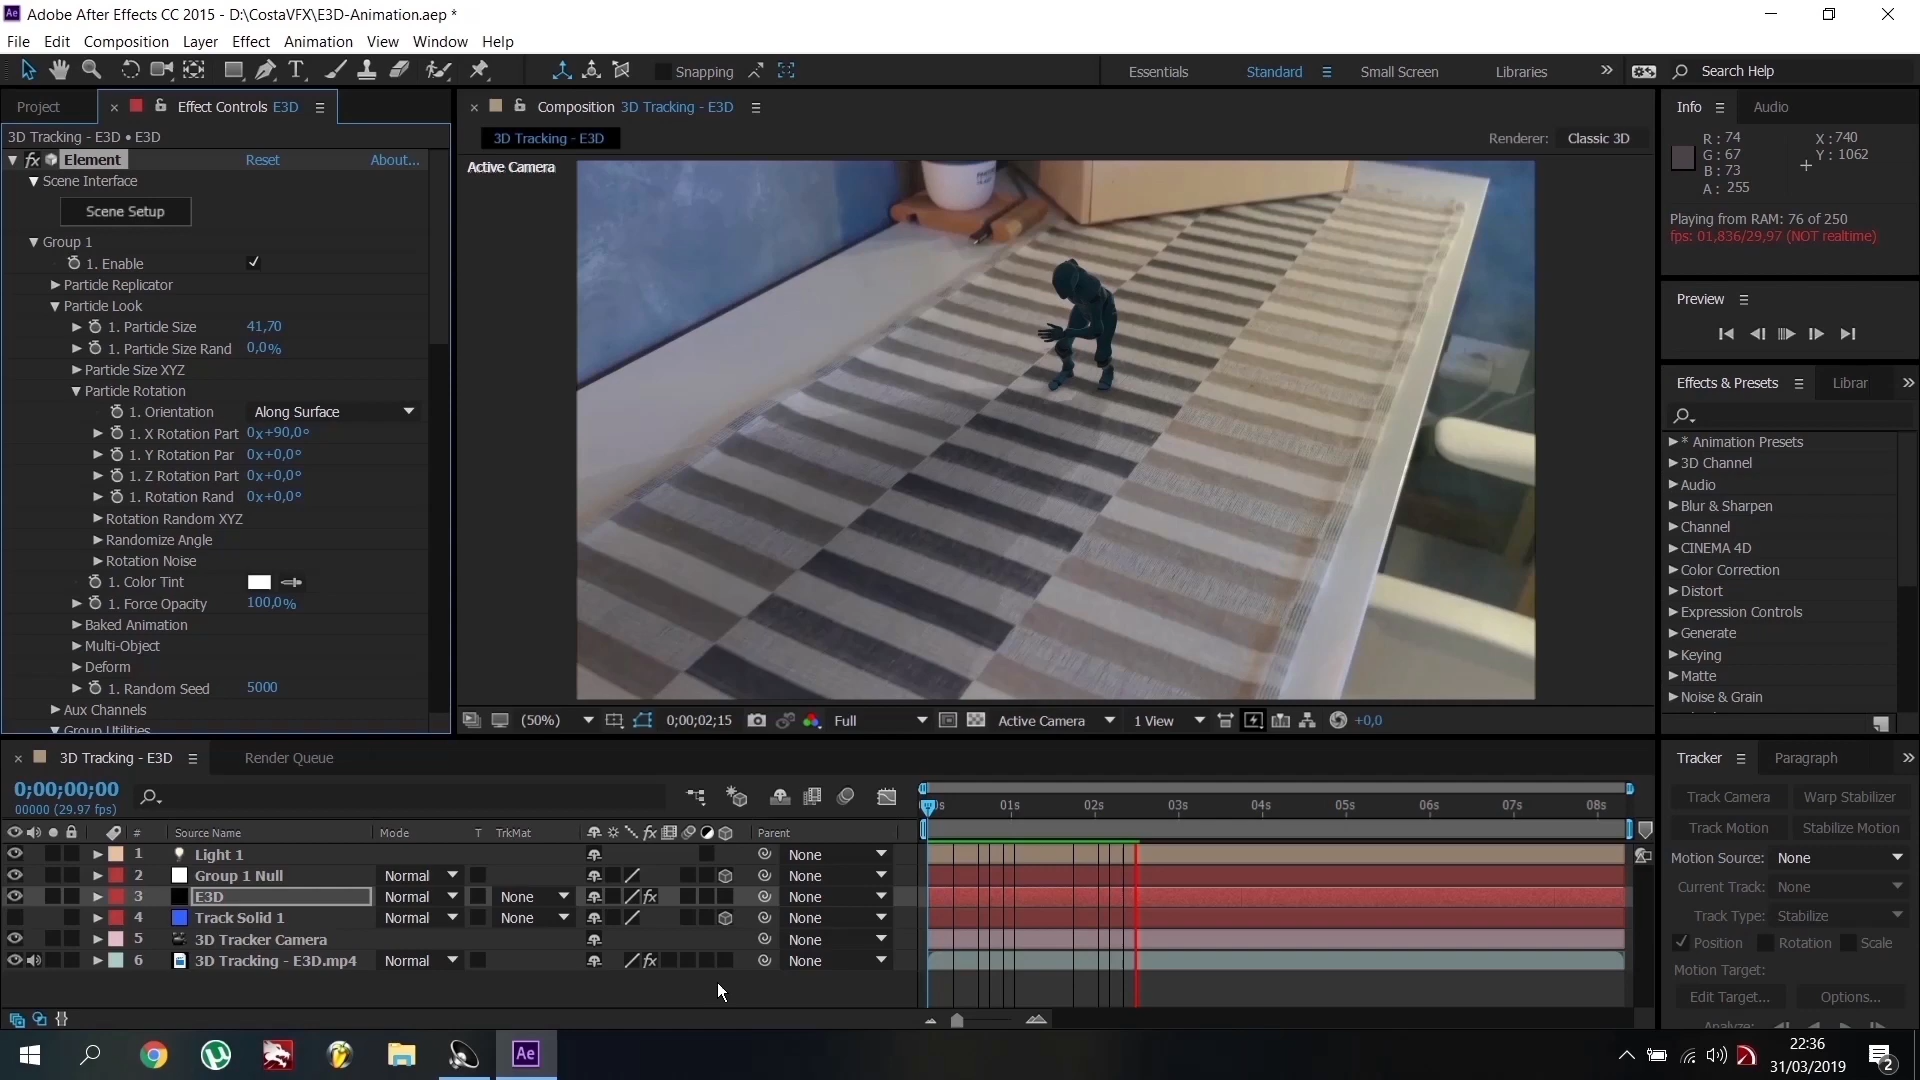 Adobe After Effects CC 2015 - D:\CostaVFX\E3D-Animation.aep *
File Edit Composition Layer Effect Animation View Window Help
Snapping
Essentials Standard Small Screen Libraries Search Help
Project Effect Controls E3D
3D Tracking - E3D • E3D
Element Reset About...
Scene Interface
Scene Setup
Group 1
1. Enable
Particle Replicator
Particle Look
1. Particle Size 41,70
1. Particle Size Rand 0,0%
Particle Size XYZ
Particle Rotation
1. Orientation Along Surface
1. X Rotation Part 0x+90,0°
1. Y Rotation Par 0x+0,0°
1. Z Rotation Part 0x+0,0°
1. Rotation Rand 0x+0,0°
Rotation Random XYZ
Randomize Angle
Rotation Noise
1. Color Tint
1. Force Opacity 100,0%
Baked Animation
Multi-Object
Deform
1. Random Seed 5000
Aux Channels
Group Utilities
Composition 3D Tracking - E3D
3D Tracking - E3D Renderer: Classic 3D
Active Camera
(50%) 0;00;02;15 Full Active Camera 1 View +0,0
Info Audio
R : 74 X : 740
G : 67 Y : 1062
B : 73
A : 255
Playing from RAM: 76 of 250
fps: 01,836/29,97 (NOT realtime)
Preview
Effects & Presets Librar
* Animation Presets
3D Channel
Audio
Blur & Sharpen
Channel
CINEMA 4D
Color Correction
Distort
Expression Controls
Generate
Keying
Matte
Noise & Grain
3D Tracking - E3D Render Queue
0;00;00;00
00000 (29.97 fps)
01s 02s 03s 04s 05s 06s 07s 08s
# Source Name Mode T TrkMat Parent
1 Light 1 None
2 Group 1 Null Normal None
3 E3D Normal None None
4 Track Solid 1 Normal None None
5 3D Tracker Camera None
6 3D Tracking - E3D.mp4 Normal None
Tracker Paragraph
Track Camera Warp Stabilizer
Track Motion Stabilize Motion
Motion Source: None
Current Track: None
Track Type: Stabilize
Position Rotation Scale
Motion Target:
Edit Target... Options...
Analyze:
Ae
22:36
31/03/2019
2